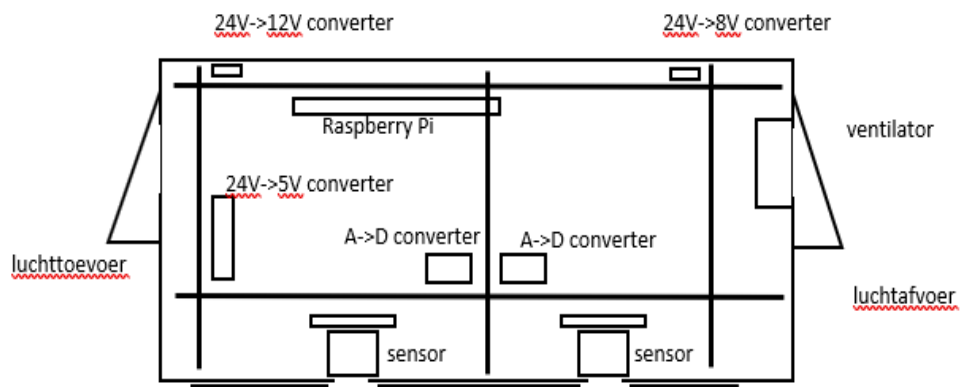 24V->12V converter
24V->8V converter
Raspberry Pi
ventilator
24V->5V converter
A->D converter
A->D converter
luchttoevoer
luchtafvoer
sensor
sensor